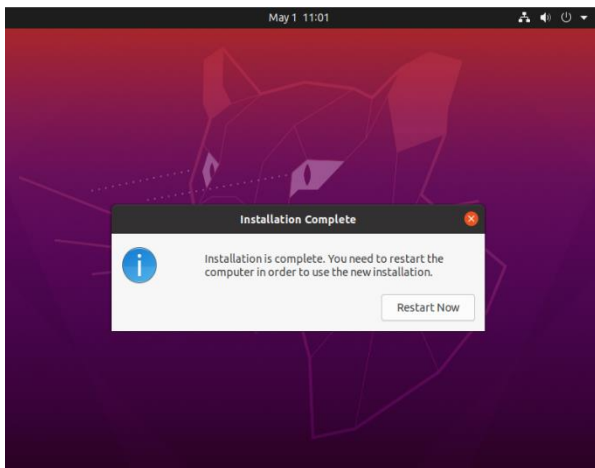 May 1 11:01
Installation Complete
Installation is complete. You need to restart the
computer in order to use the new installation.
Restart Now